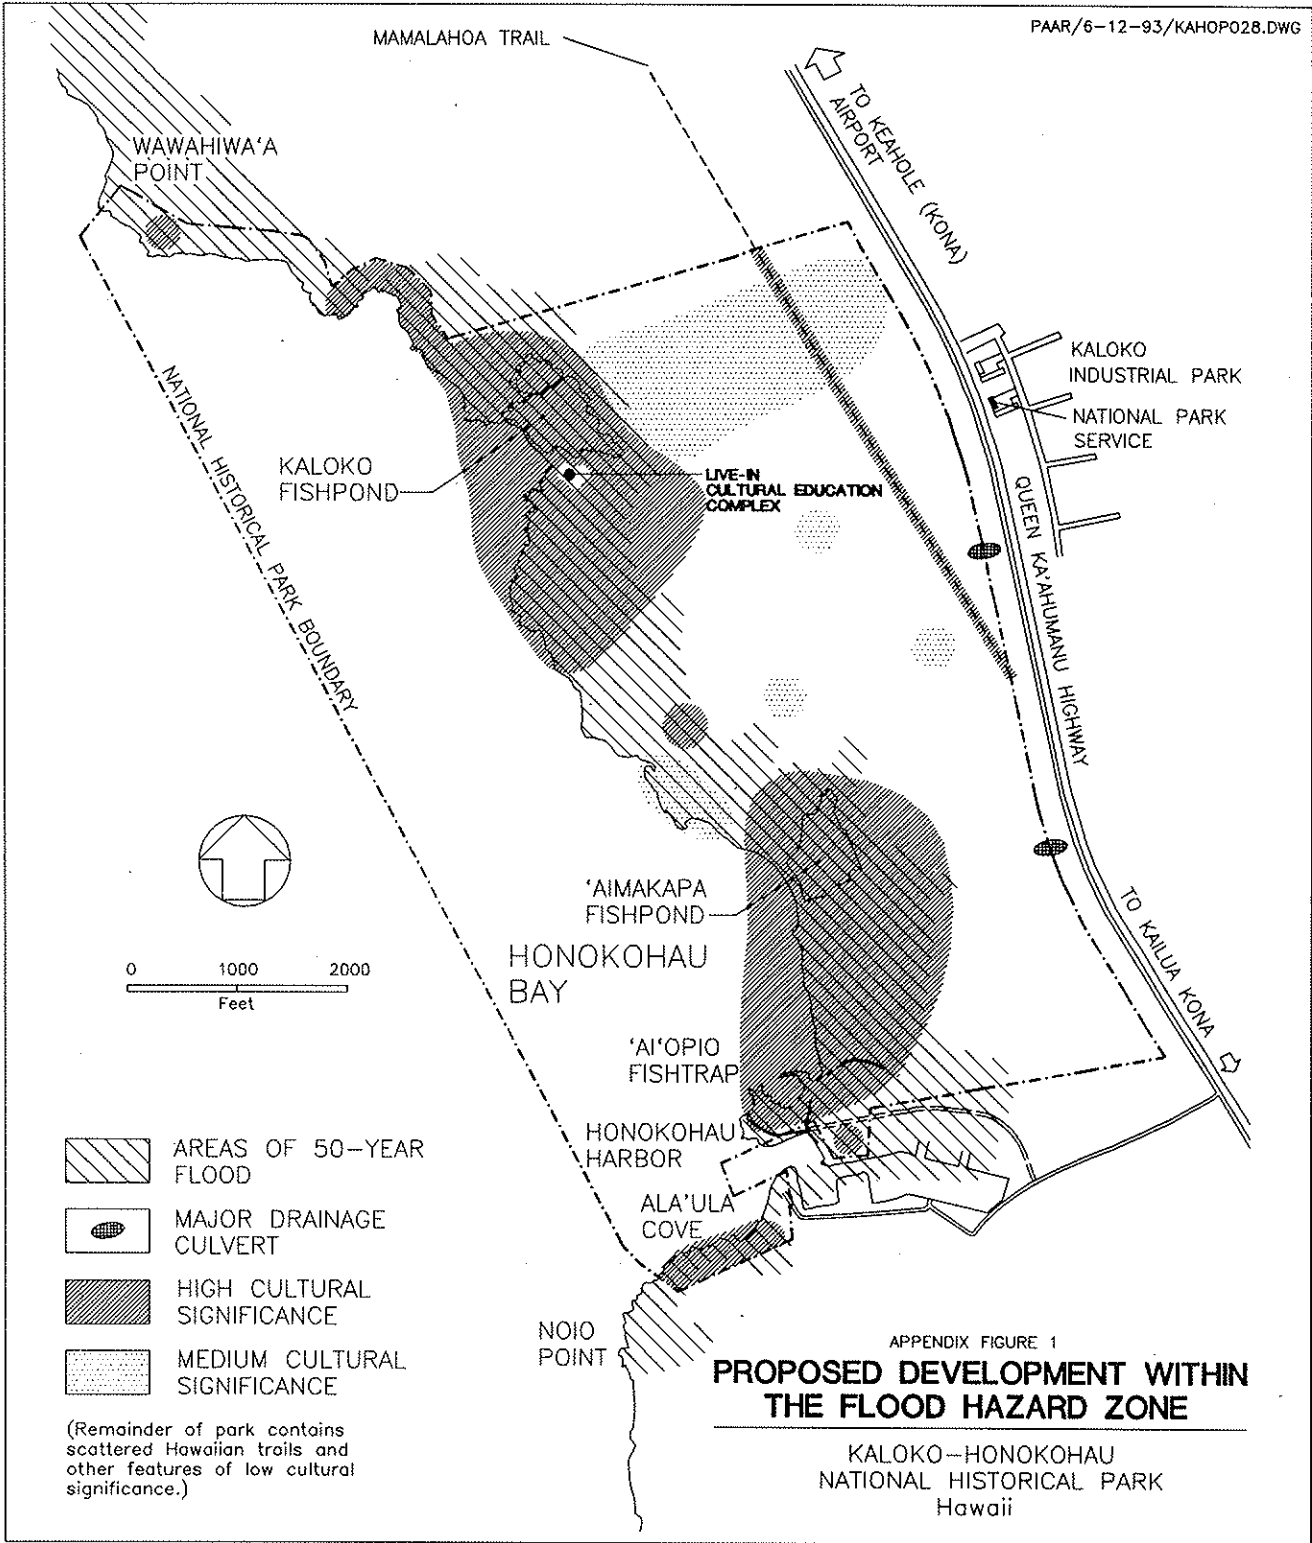 PAAR/6-12-93/KAHOP028.DWG
MAMALAHOA TRAIL
TO KEAHOLE (KONA)
AIRPORT
WAWAHIWA'A
POINT
KALOKO
INDUSTRIAL PARK
NATIONAL PARK
SERVICE
NATIONAL HISTORICAL PARK BOUNDARY
KALOKO
FISHPOND
LIVE-IN
CULTURAL EDUCATION
COMPLEX
QUEEN KA'AHUMANU HIGHWAY
'AIMAKAPA
FISHPOND
TO KAILUA KONA
HONOKOHAU
BAY
0 1000 2000
Feet
'AI'OPIO
FISHTRAP
HONOKOHAU
HARBOR
ALA'ULA
COVE
NOIO
POINT
AREAS OF 50-YEAR
FLOOD
MAJOR DRAINAGE
CULVERT
HIGH CULTURAL
SIGNIFICANCE
MEDIUM CULTURAL
SIGNIFICANCE
(Remainder of park contains
scattered Hawaiian trails and
other features of low cultural
significance.)
APPENDIX FIGURE 1
PROPOSED DEVELOPMENT WITHIN
THE FLOOD HAZARD ZONE
KALOKO-HONOKOHAU
NATIONAL HISTORICAL PARK
Hawaii